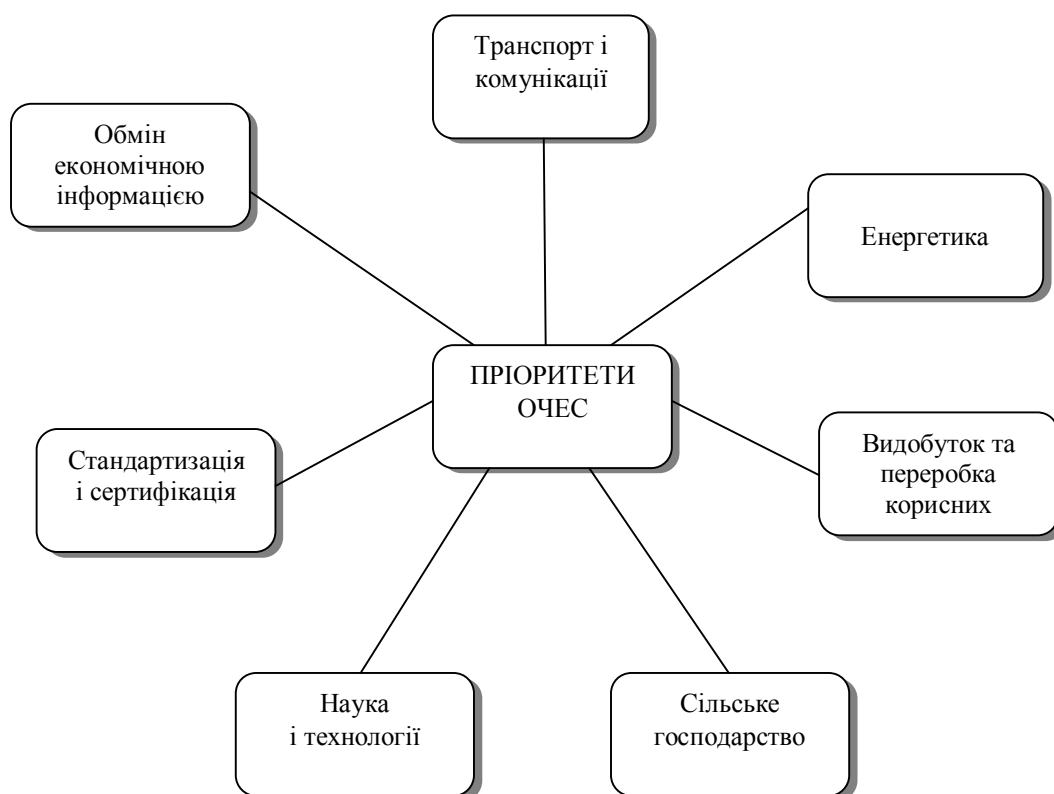 Транспорт і
комунікації
Обмін
економічною
інформацією
Енергетика
ПРІОРИТЕТИ
ОЧЕС
Видобуток та
переробка
корисних
Стандартизація
і сертифікація
Наука
і технології
Сільське
господарство